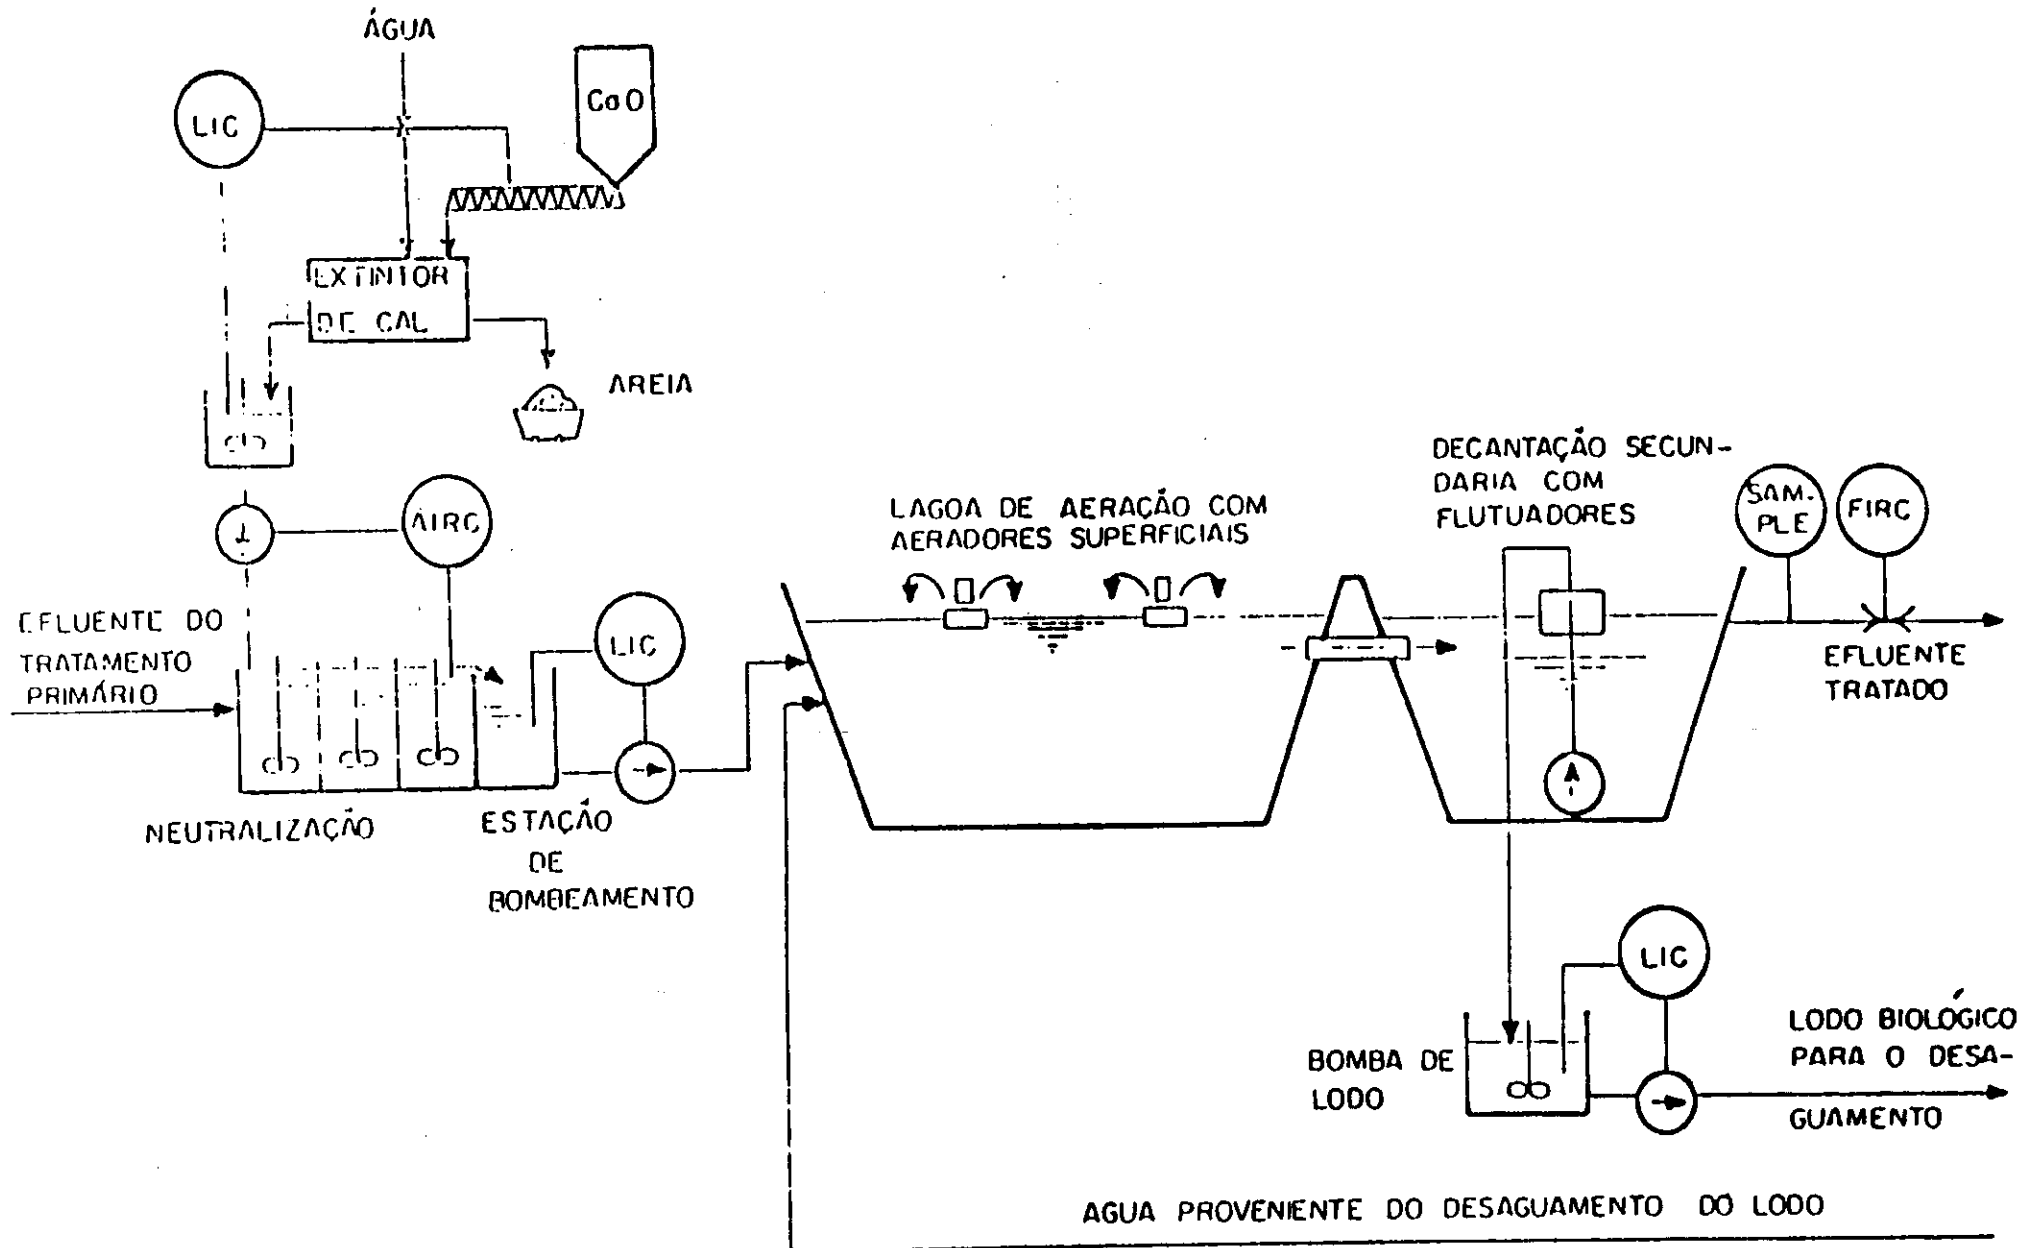 ÁGUA
CaO
LIC
EXTINTOR
DE CAL
AREIA
AIRC
EFLUENTE DO
TRATAMENTO
PRIMÁRIO
LIC
NEUTRALIZAÇÃO
ESTAÇÃO
DE
BOMBEAMENTO
LAGOA DE AERAÇÃO COM
AERADORES SUPERFICIAIS
DECANTAÇÃO SECUN-
DARIA COM
FLUTUADORES
SAM-
PLE
FIRC
EFLUENTE
TRATADO
LIC
BOMBA DE
LODO
LODO BIOLÓGICO
PARA O DESA-
GUAMENTO
AGUA PROVENIENTE DO DESAGUAMENTO DO LODO